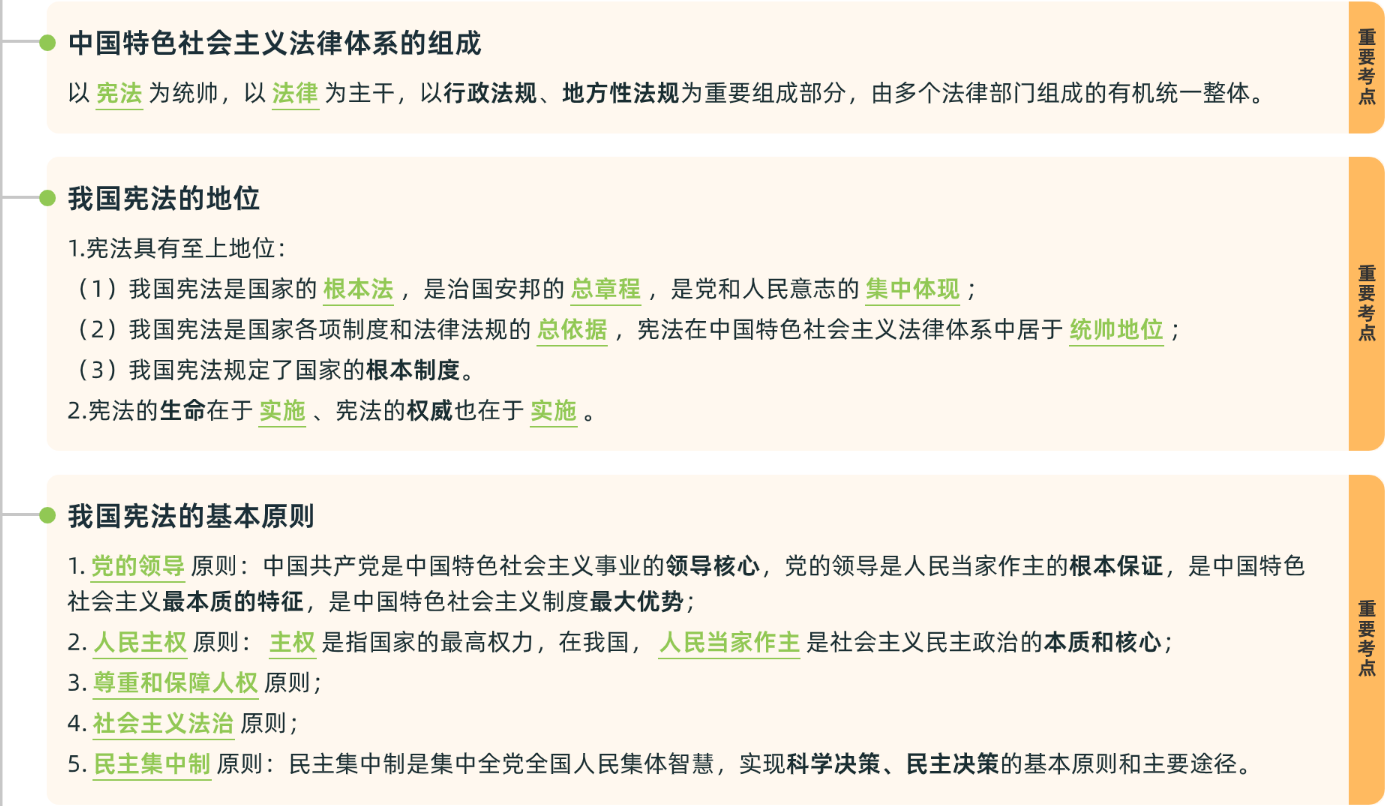 中国特色社会主义法律体系的组成
以 宪法 为统帅，以 法律 为主干，以行政法规、地方性法规为重要组成部分，由多个法律部门组成的有机统一整体。
重要考点
我国宪法的地位
1.宪法具有至上地位：
（1）我国宪法是国家的 根本法 ，是治国安邦的 总章程 ，是党和人民意志的 集中体现 ；
（2）我国宪法是国家各项制度和法律法规的 总依据 ，宪法在中国特色社会主义法律体系中居于 统帅地位 ；
（3）我国宪法规定了国家的根本制度。
2.宪法的生命在于 实施 、宪法的权威也在于 实施 。
重要考点
我国宪法的基本原则
1. 党的领导 原则：中国共产党是中国特色社会主义事业的领导核心，党的领导是人民当家作主的根本保证，是中国特色
社会主义最本质的特征，是中国特色社会主义制度最大优势；
2. 人民主权 原则： 主权 是指国家的最高权力，在我国， 人民当家作主 是社会主义民主政治的本质和核心；
3. 尊重和保障人权 原则；
4. 社会主义法治 原则；
5. 民主集中制 原则：民主集中制是集中全党全国人民集体智慧，实现科学决策、民主决策的基本原则和主要途径。
重要考点